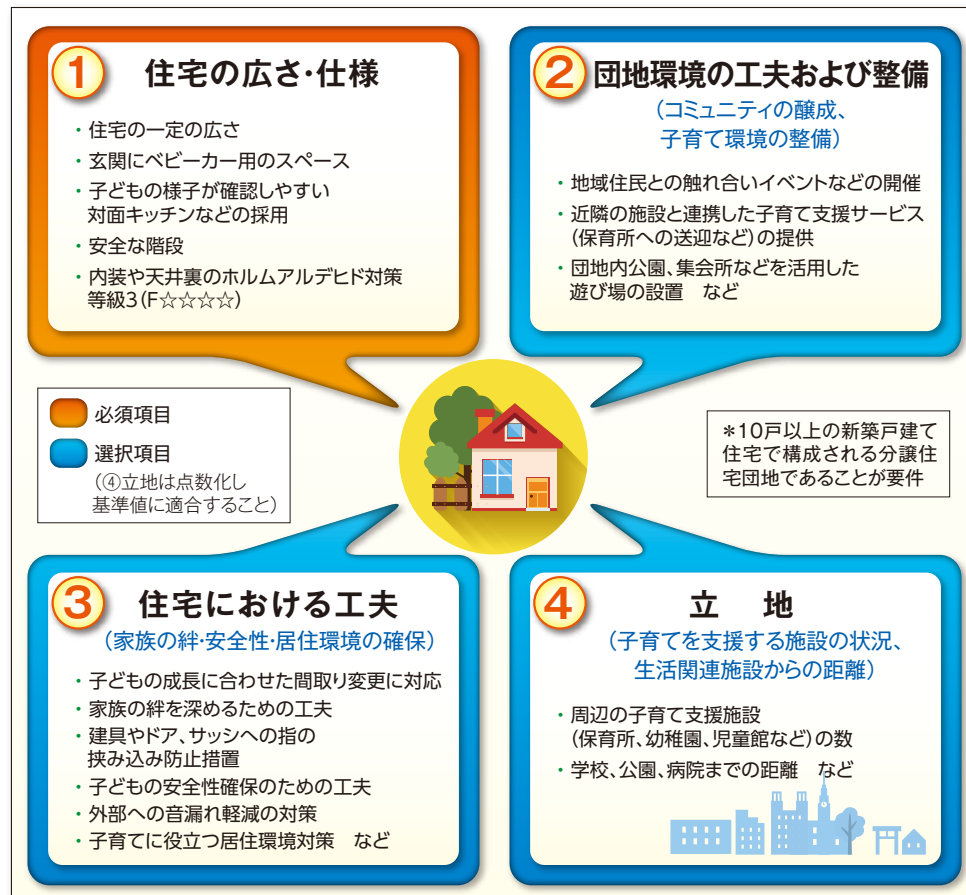 ① 住宅の広さ・仕様
・住宅の一定の広さ
・玄関にベビーカー用のスペース
・子どもの様子が確認しやすい
対面キッチンなどの採用
・安全な階段
・内装や天井裏のホルムアルデヒド対策
等級3(F☆☆☆☆)
② 団地環境の工夫および整備
(コミュニティの醸成、
子育て環境の整備)
・地域住民との触れ合いイベントなどの開催
・近隣の施設と連携した子育て支援サービス
(保育所への送迎など)の提供
・団地内公園、集会所などを活用した
遊び場の設置 など
必須項目
選択項目
(④立地は点数化し
基準値に適合すること)
*10戸以上の新築戸建て
住宅で構成される分譲住
宅団地であることが要件
③ 住宅における工夫
(家族の絆・安全性・居住環境の確保)
・子どもの成長に合わせた間取り変更に対応
・家族の絆を深めるための工夫
・建具やドア、サッシへの指の
挟み込み防止措置
・子どもの安全性確保のための工夫
・外部への音漏れ軽減の対策
・子育てに役立つ居住環境対策 など
④ 立 地
(子育てを支援する施設の状況、
生活関連施設からの距離)
・周辺の子育て支援施設
(保育所、幼稚園、児童館など)の数
・学校、公園、病院までの距離 など